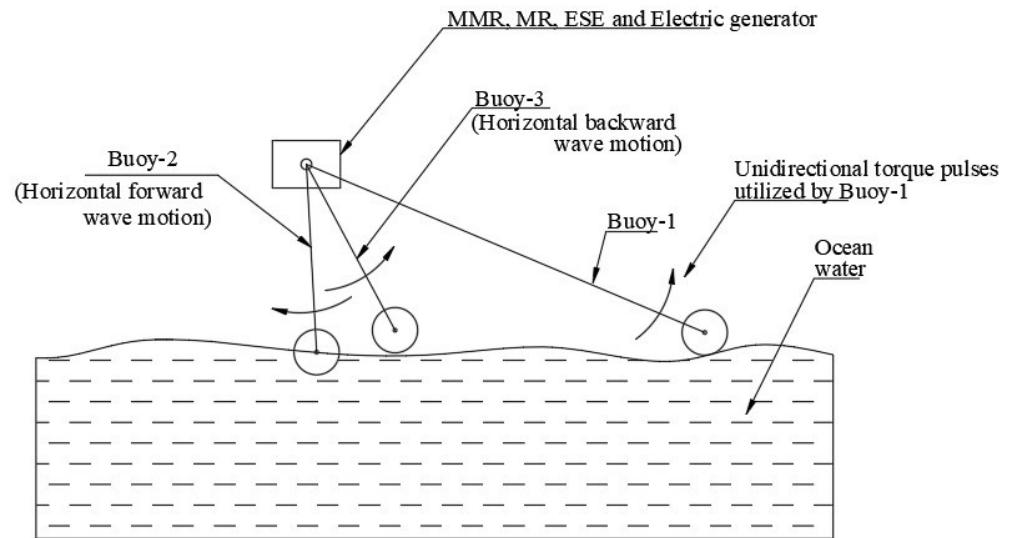 MMR, MR, ESE and Electric generator
Buoy-3
(Horizontal backward
wave motion)
Buoy-2
(Horizontal forward
wave motion)
Unidirectional torque pulses
utilized by Buoy-1
Buoy-1
Ocean
water